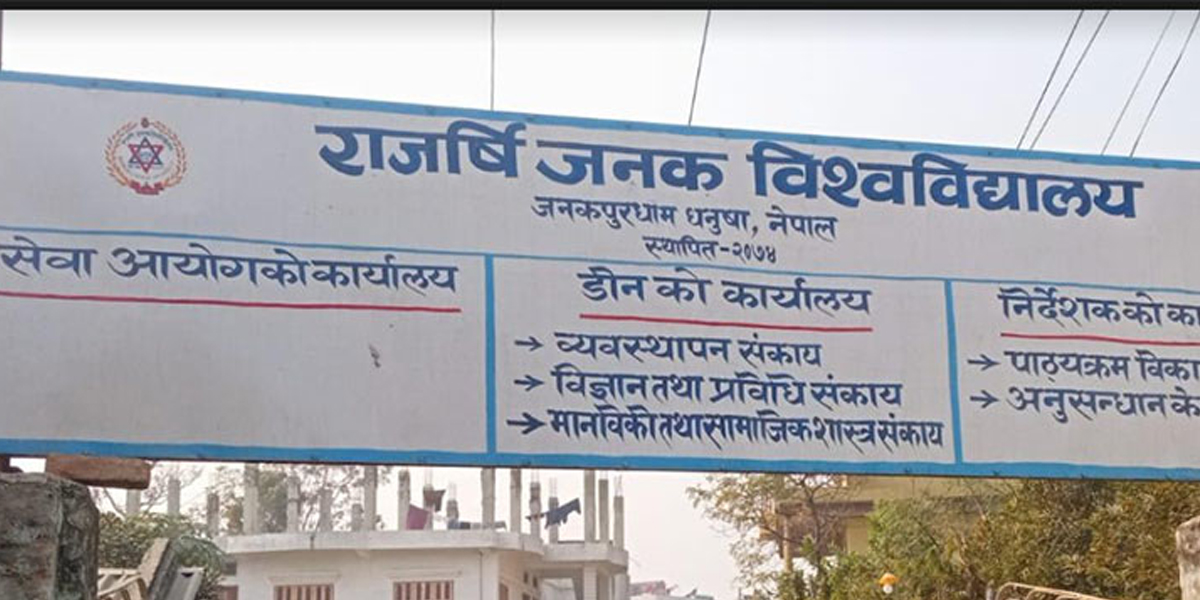 राजर्षि जनक विश्वविद्यालय
जनकपुरधाम धनुषा, नेपाल
स्थापित-२०७४
सेवा आयोगको कार्यालय
डीन को कार्यालय
→ व्यवस्थापन संकाय
→ विज्ञान तथा प्रविधि संकाय
→ मानविकी तथा सामाजिक शास्त्र संकाय
निर्देशक को
→ पाठ्यक्रम
→ अनुसन्धान